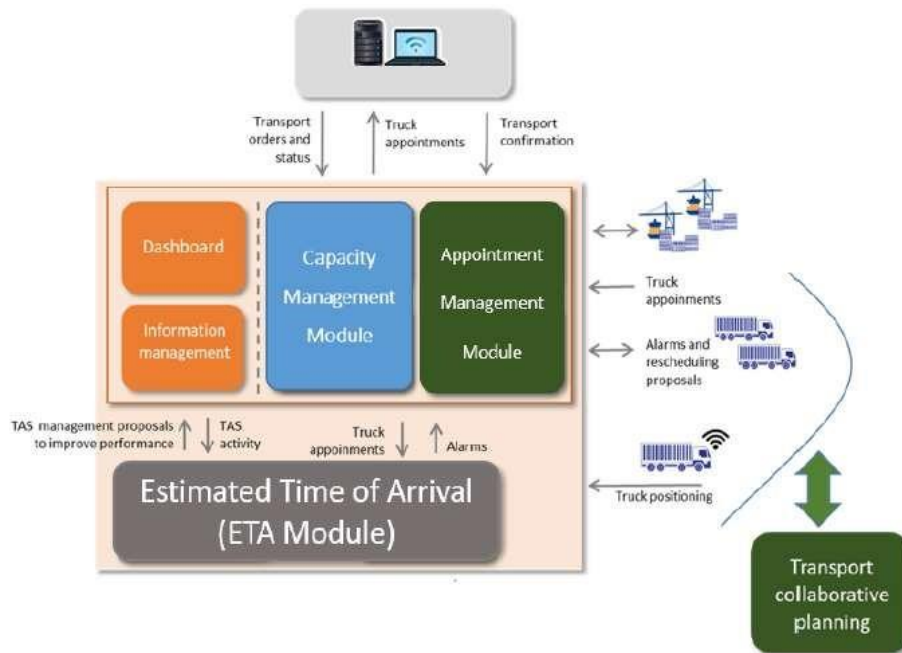 Transport
orders and
status
Truck
appointments
Transport
confirmation
Dashboard
Information
management
Capacity
Management
Module
Appointment
Management
Module
Truck
appoinments
Alarms and
rescheduling
proposals
TAS management proposals
to improve performance
TAS
activity
Truck
appoinments
Alarms
Truck positioning
Estimated Time of Arrival
(ETA Module)
Transport
collaborative
planning